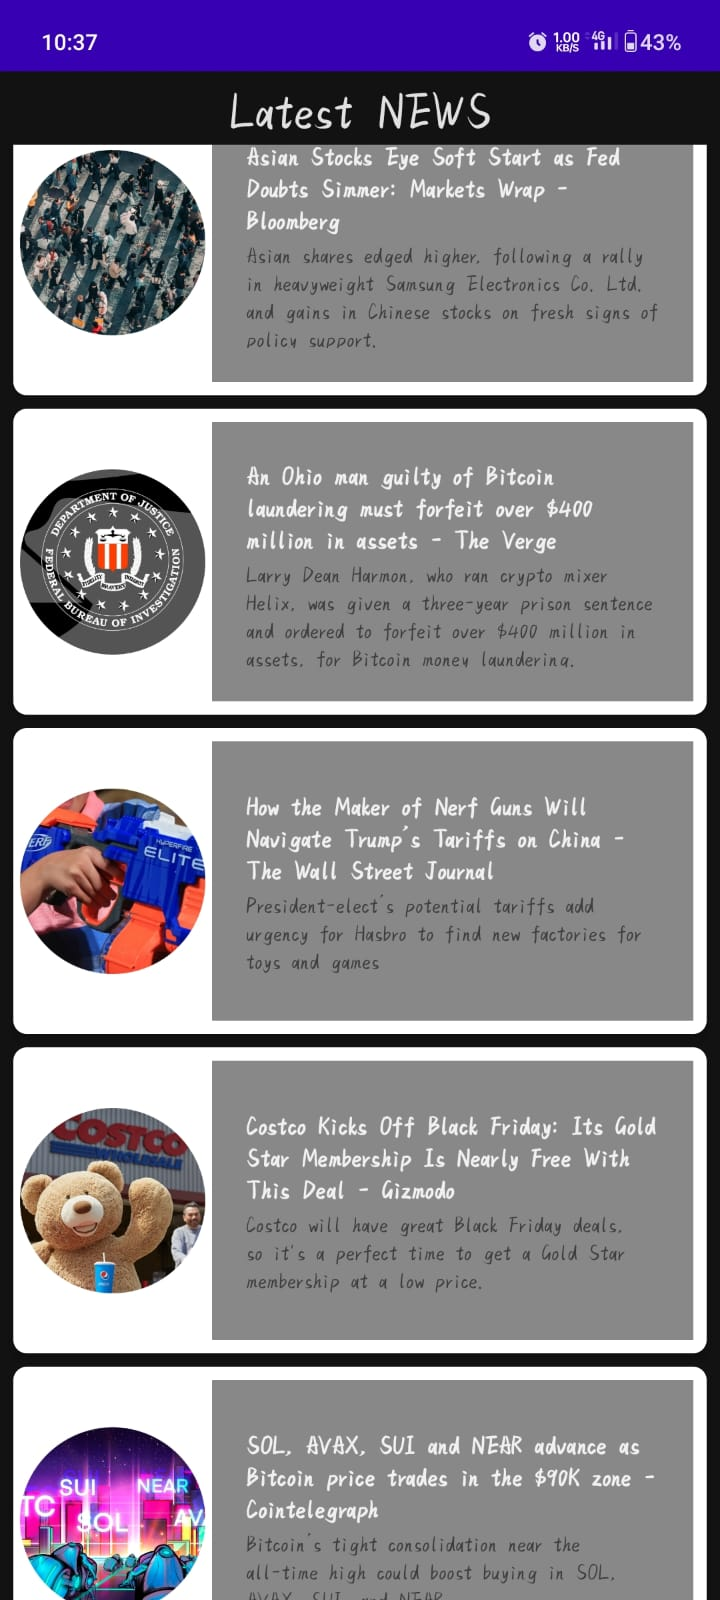 10:37
1.00
KB/S
4G
43%
Latest NEWS
Asian Stocks Eye Soft Start as Fed
Doubts Simmer: Markets Wrap -
Bloomberg
Asian shares edged higher, following a rally
in heavyweight Samsung Electronics Co. Ltd.
and gains in Chinese stocks on fresh signs of
policy support.
DEPARTMENT OF JUSTICE
FIDELITY BRAVERY INTEGRITY
FEDERAL BUREAU OF INVESTIGATION
An Ohio man guilty of Bitcoin
laundering must forfeit over $400
million in assets - The Verge
Larry Dean Harmon, who ran crypto mixer
Helix, was given a three-year prison sentence
and ordered to forfeit over $400 million in
assets, for Bitcoin money laundering.
NERF
HYPERFIRE
ELITE
How the Maker of Nerf Guns Will
Navigate Trump's Tariffs on China -
The Wall Street Journal
President-elect's potential tariffs add
urgency for Hasbro to find new factories for
toys and games
COSTCO
WHOLESALE
pepsi
Costco Kicks Off Black Friday: Its Gold
Star Membership Is Nearly Free With
This Deal - Gizmodo
Costco will have great Black Friday deals,
so it's a perfect time to get a Gold Star
membership at a low price.
SUI NEAR
TC SOL AV
SOL, AVAX, SUI and NEAR advance as
Bitcoin price trades in the $90K zone -
Cointelegraph
Bitcoin's tight consolidation near the
all-time high could boost buying in SOL,
AVAX, SUI, and NEAR